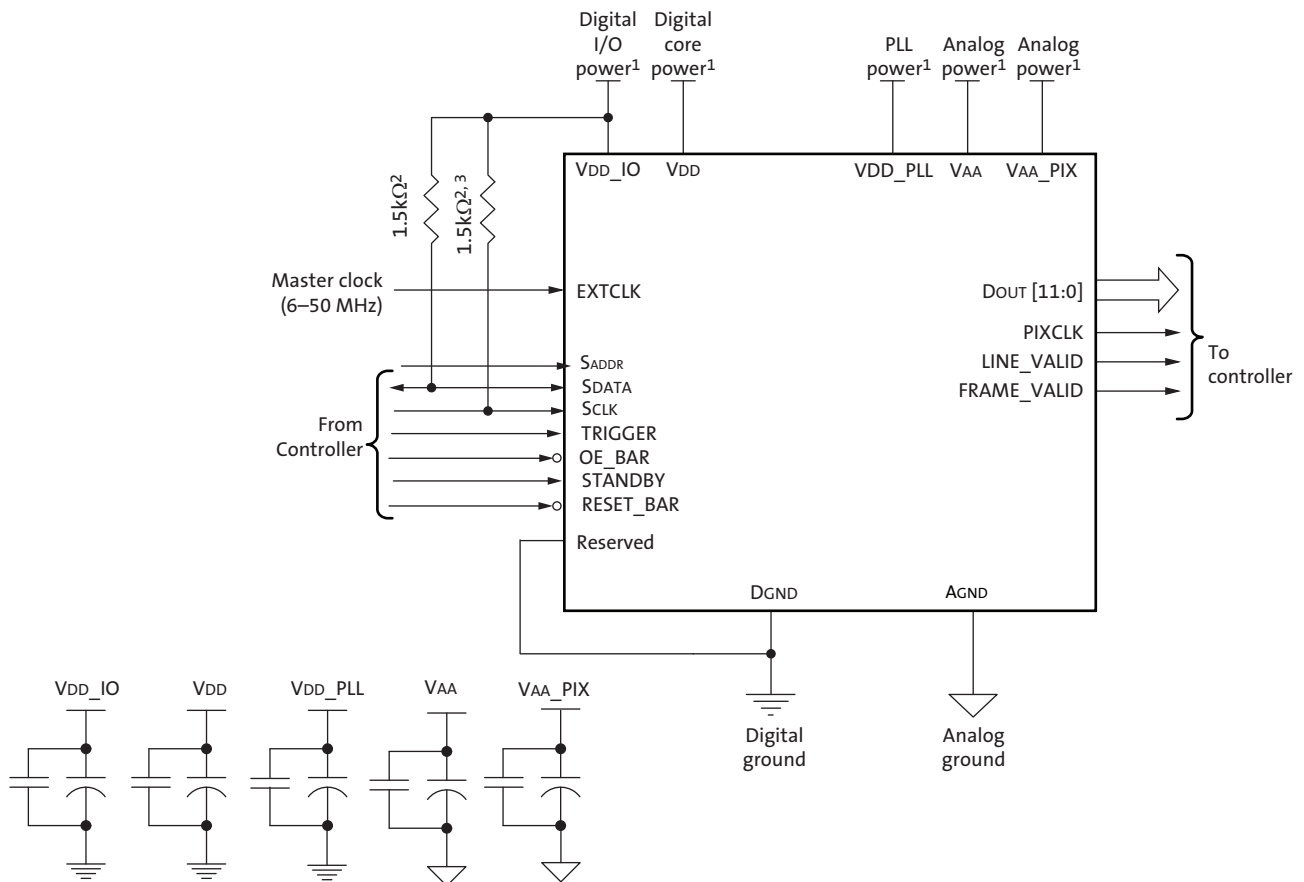 Digital
I/O
power1
Digital
core
power1
PLL
power1
Analog
power1
Analog
power1
VDD_IO
VDD
VDD_PLL
VAA
VAA_PIX
1.5kΩ2
1.5kΩ2, 3
Master clock
(6–50 MHz)
EXTCLK
SADDR
SDATA
SCLK
TRIGGER
OE_BAR
STANDBY
RESET_BAR
Reserved
From
Controller
DOUT [11:0]
PIXCLK
LINE_VALID
FRAME_VALID
To
controller
DGND
AGND
Digital
ground
Analog
ground
VDD_IO
VDD
VDD_PLL
VAA
VAA_PIX